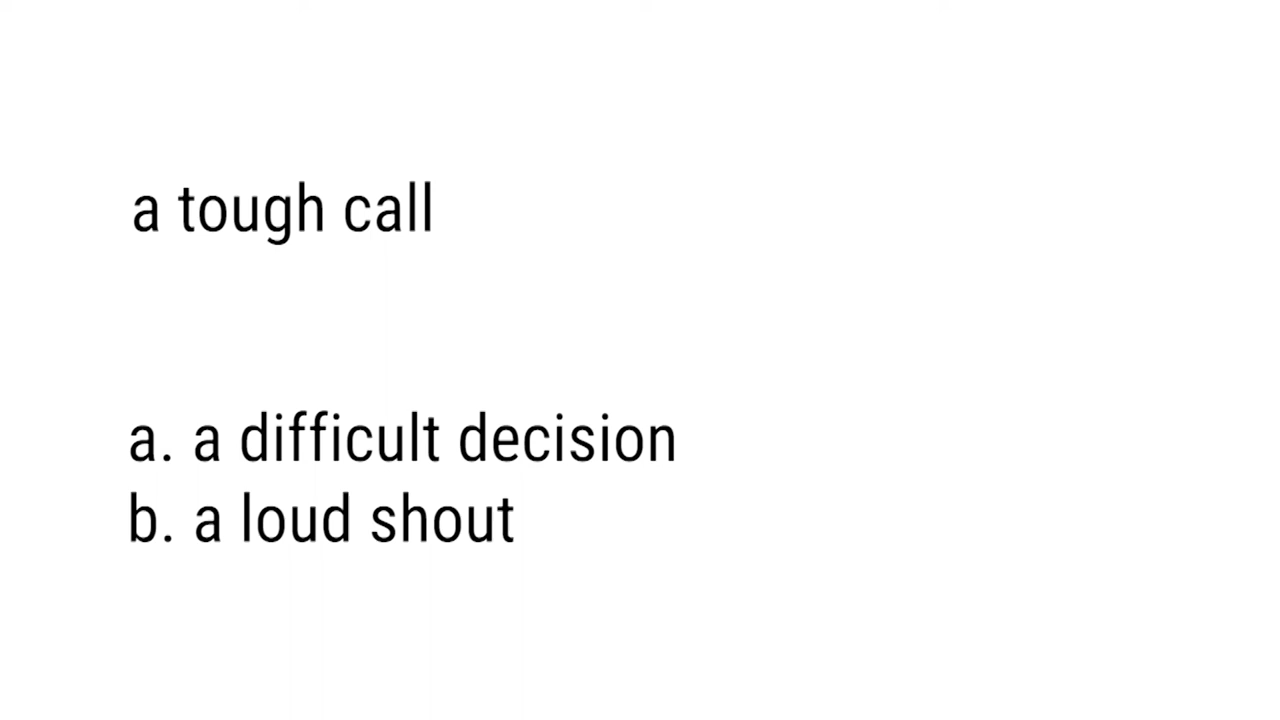 a tough call
a. a difficult decision
b. a loud shout